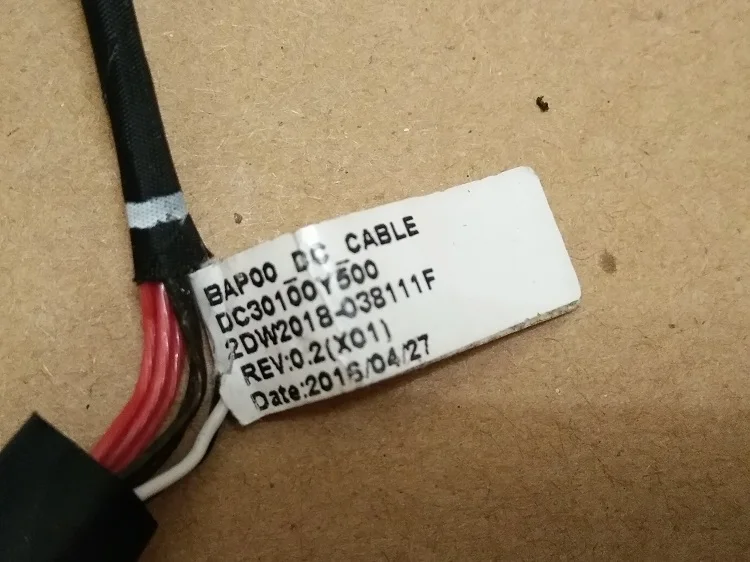 BAP00_DC_CABLE
DC30100Y500
2DW2018-038111F
REV:0.2(X01)
Date:2016/04/27